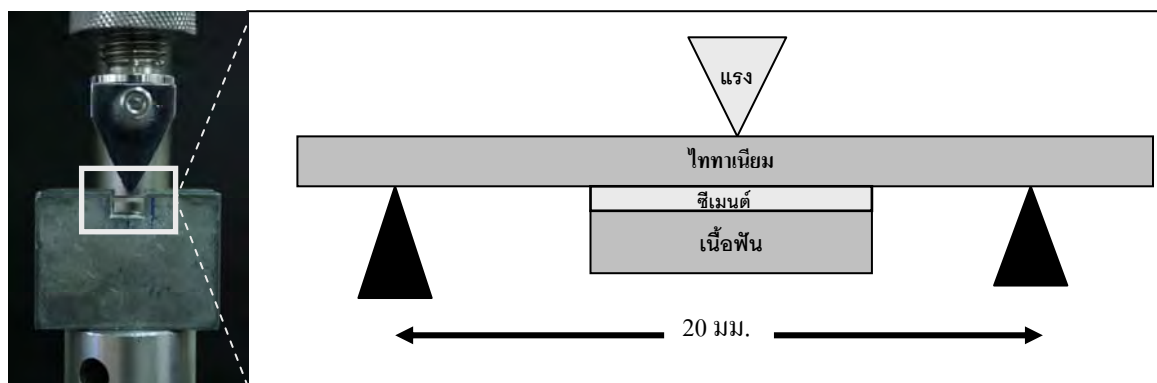 แรง
ไททาเนียม
ซีเมนต์
เนื้อฟัน
20 มม.